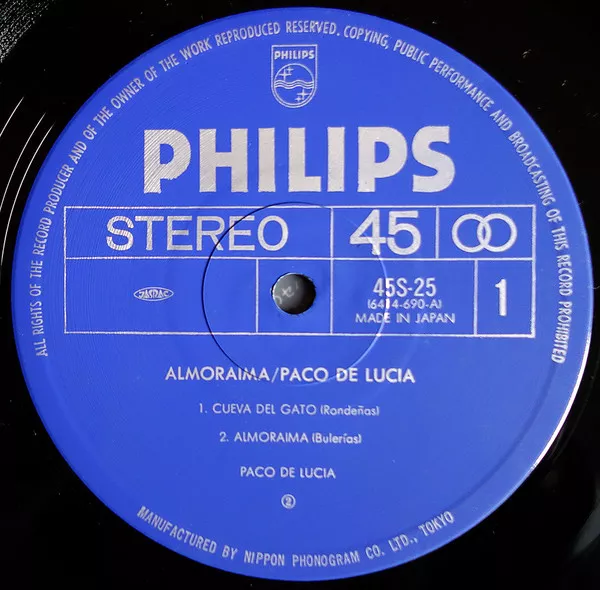 ALL RIGHTS OF THE RECORD PRODUCER AND OF THE OWNER OF THE WORK REPRODUCED RESERVED. COPYING, PUBLIC PERFORMANCE AND BROADCASTING OF THIS RECORD PROHIBITED
PHILIPS
PHILIPS
STEREO 45
JASRAC 45S-25 1
(6414-690-A)
MADE IN JAPAN
ALMORAIMA/PACO DE LUCIA
1. CUEVA DEL GATO (Rondeñas)
2. ALMORAIMA (Bulerías)
PACO DE LUCIA
②
MANUFACTURED BY NIPPON PHONOGRAM CO. LTD., TOKYO